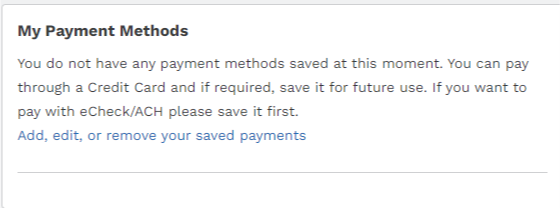 My Payment Methods
You do not have any payment methods saved at this moment. You can pay
through a Credit Card and if required, save it for future use. If you want to
pay with eCheck/ACH please save it first.
Add, edit, or remove your saved payments